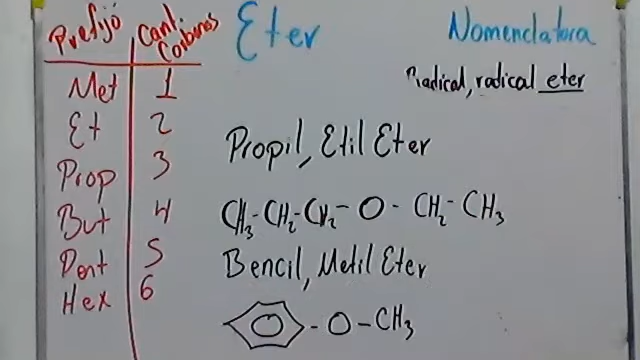 Prefijo Cant. Carbonos
Met 1
Et 2
Prop 3
But 4
Pent 5
Hex 6
Eter
Nomenclatura
Radical, radical eter
Propil, Etil Eter
CH3-CH2-CH2-O-CH2-CH3
Bencil, Metil Eter
-O-CH3